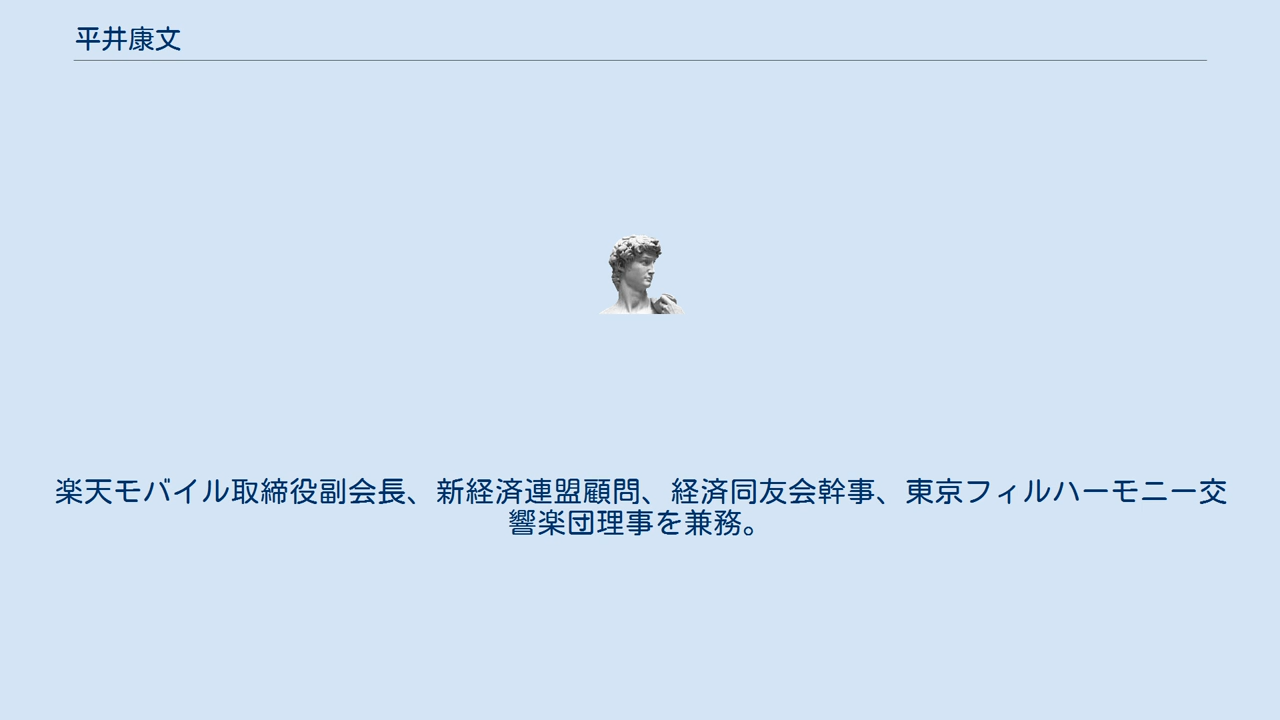 平井康文
楽天モバイル取締役副会長、新経済連盟顧問、経済同友会幹事、東京フィルハーモニー交
響楽団理事を兼務。